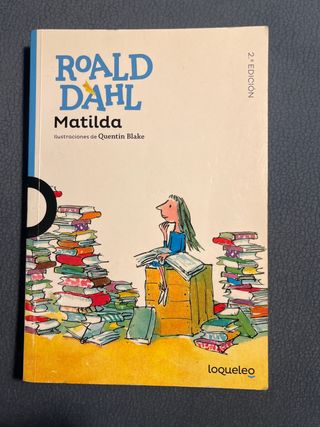 ROALD
DAHL
Matilda
Ilustraciones de Quentin Blake
2.ª EDICIÓN
loqueleo